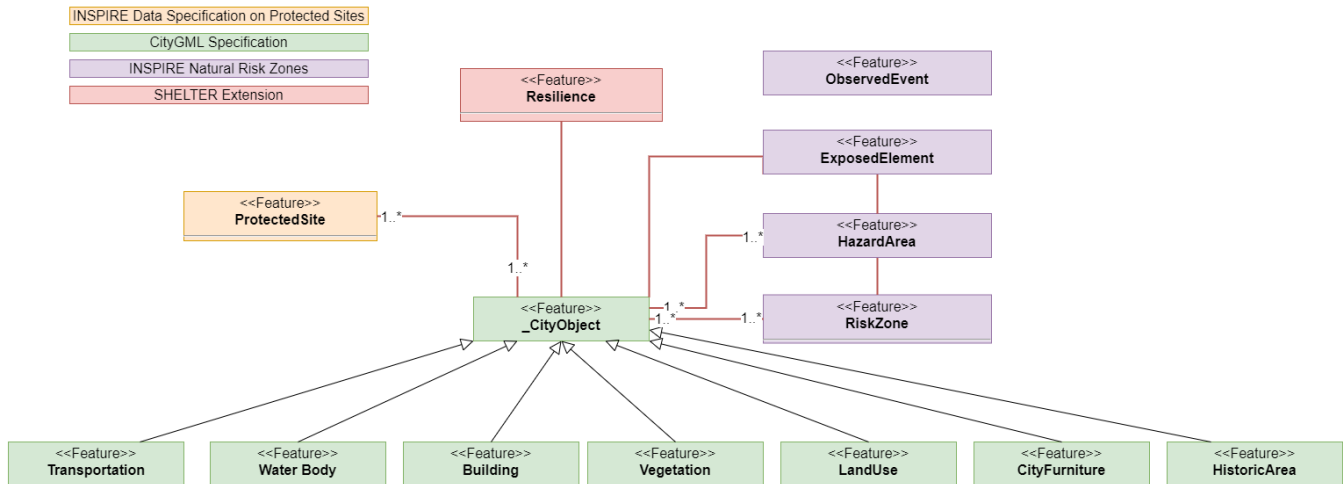 INSPIRE Data Specification on Protected Sites
CityGML Specification
INSPIRE Natural Risk Zones
SHELTER Extension
<<Feature>>
Resilience
<<Feature>>
ObservedEvent
<<Feature>>
ExposedElement
<<Feature>>
ProtectedSite
1..*
1..*
<<Feature>>
HazardArea
1..*
<<Feature>>
_CityObject
1..*
1..*
1..*
<<Feature>>
RiskZone
<<Feature>>
Transportation
<<Feature>>
Water Body
<<Feature>>
Building
<<Feature>>
Vegetation
<<Feature>>
LandUse
<<Feature>>
CityFurniture
<<Feature>>
HistoricArea